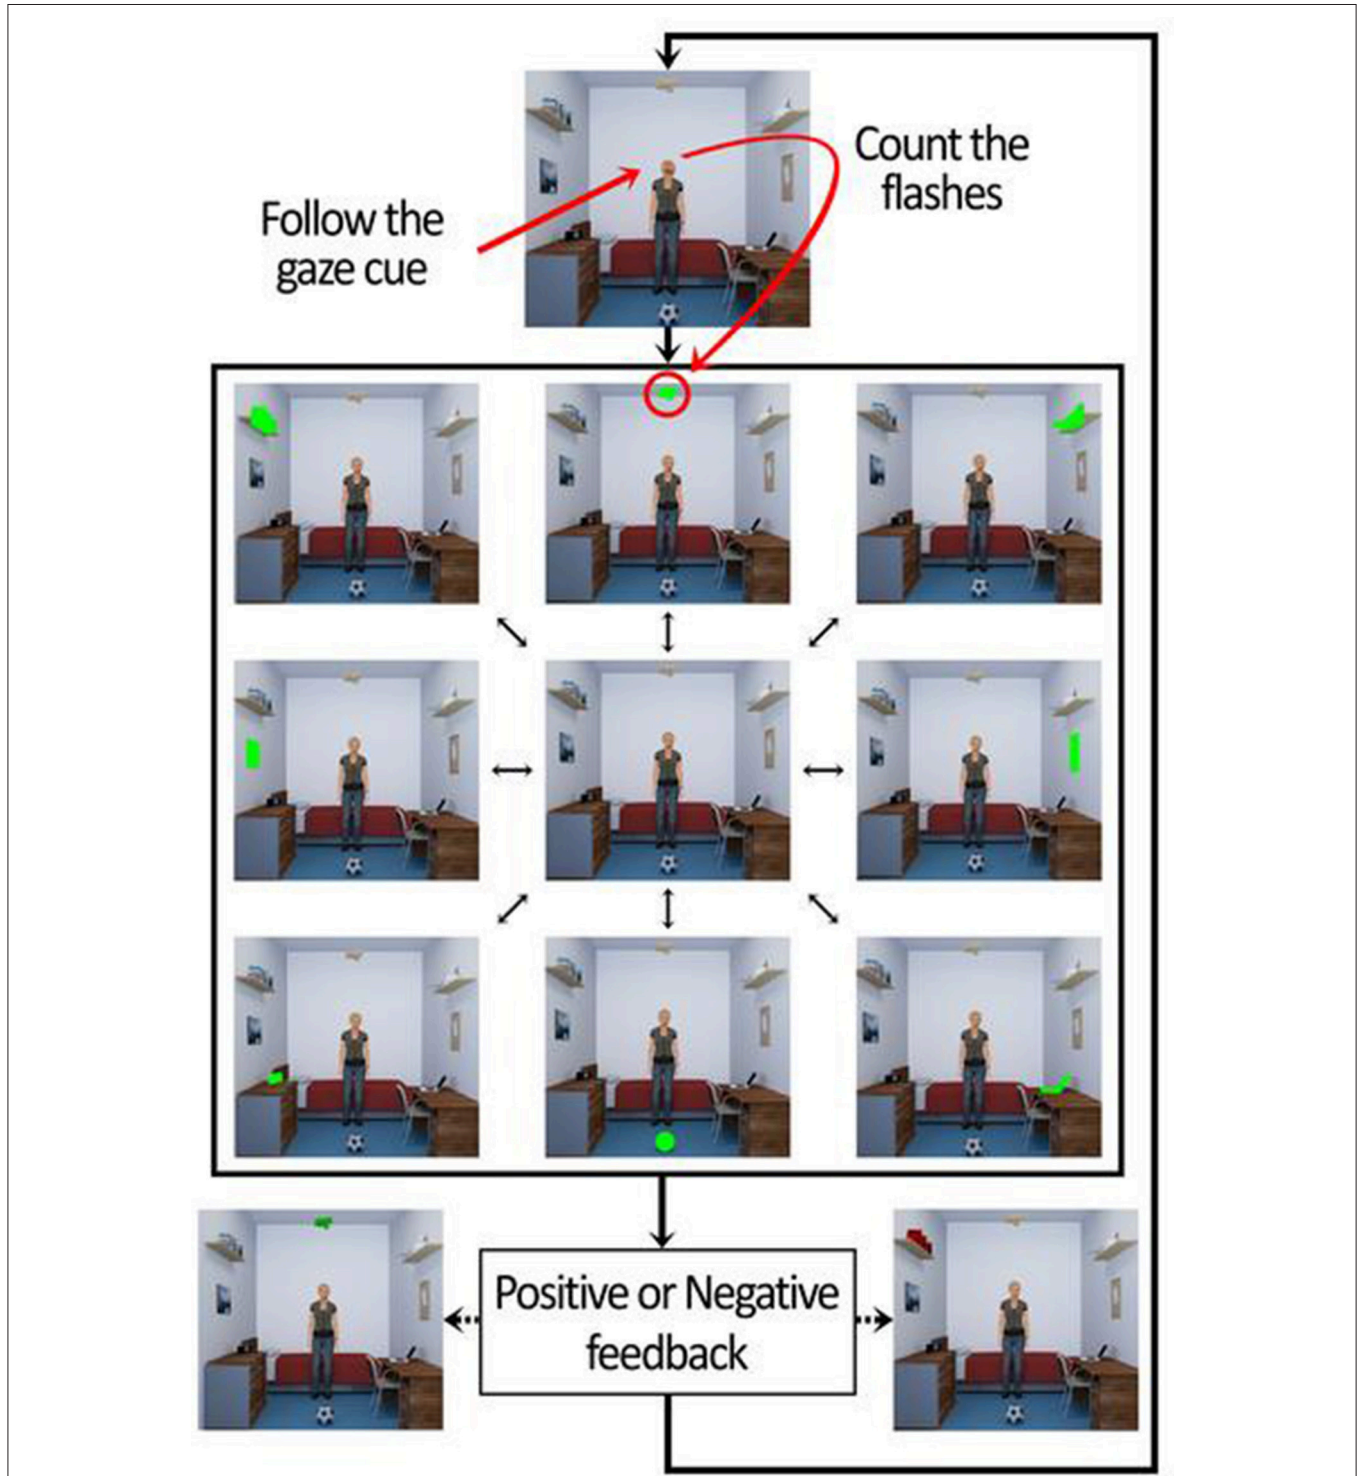 Count the
flashes
Follow the
gaze cue
Positive or Negative
feedback